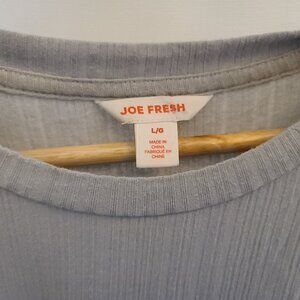 JOE FRESH
L/G
MADE IN
CHINA
FABRIQUÉ EN
CHINE